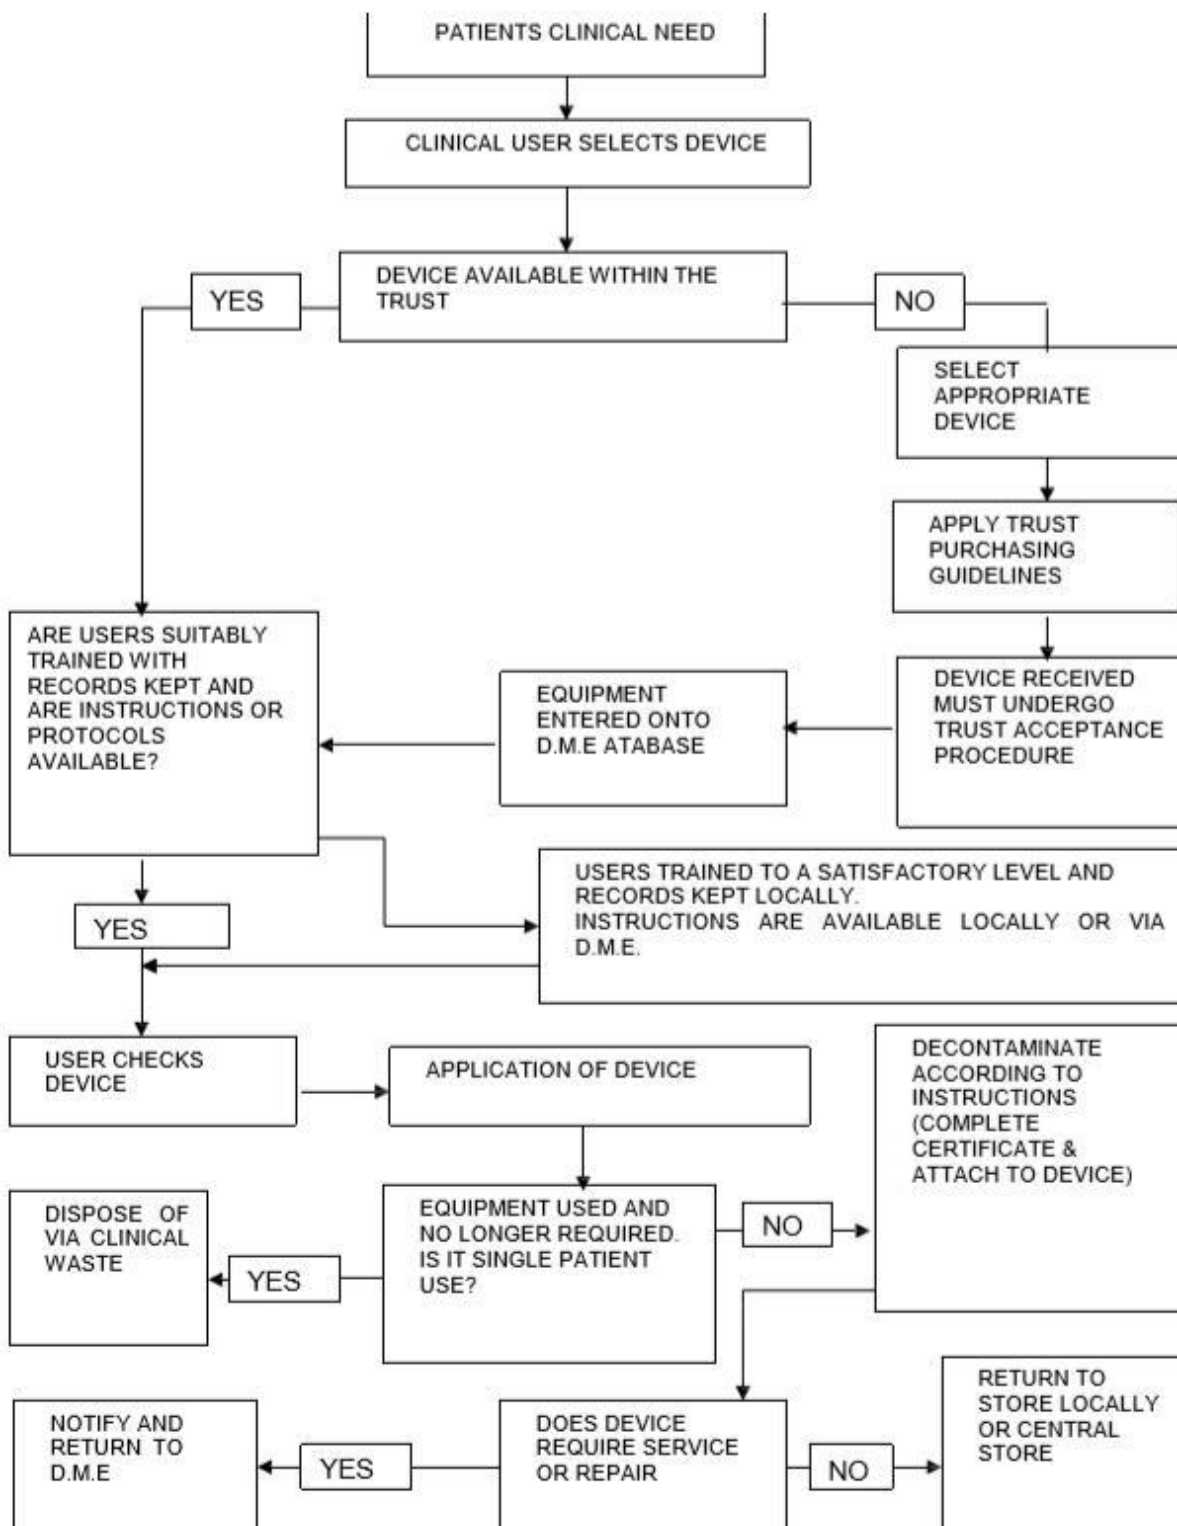 PATIENTS CLINICAL NEED
CLINICAL USER SELECTS DEVICE
DEVICE AVAILABLE WITHIN THE
TRUST
YES
NO
SELECT
APPROPRIATE
DEVICE
APPLY TRUST
PURCHASING
GUIDELINES
DEVICE RECEIVED
MUST UNDERGO
TRUST ACCEPTANCE
PROCEDURE
EQUIPMENT
ENTERED ONTO
D.M.E ATABASE
ARE USERS SUITABLY
TRAINED WITH
RECORDS KEPT AND
ARE INSTRUCTIONS OR
PROTOCOLS
AVAILABLE?
YES
USERS TRAINED TO A SATISFACTORY LEVEL AND
RECORDS KEPT LOCALLY.
INSTRUCTIONS ARE AVAILABLE LOCALLY OR VIA
D.M.E.
USER CHECKS
DEVICE
APPLICATION OF DEVICE
EQUIPMENT USED AND
NO LONGER REQUIRED.
IS IT SINGLE PATIENT
USE?
YES
DISPOSE OF
VIA CLINICAL
WASTE
NO
DECONTAMINATE
ACCORDING TO
INSTRUCTIONS
(COMPLETE
CERTIFICATE &
ATTACH TO DEVICE)
DOES DEVICE
REQUIRE SERVICE
OR REPAIR
YES
NOTIFY AND
RETURN TO
D.M.E
NO
RETURN TO
STORE LOCALLY
OR CENTRAL
STORE